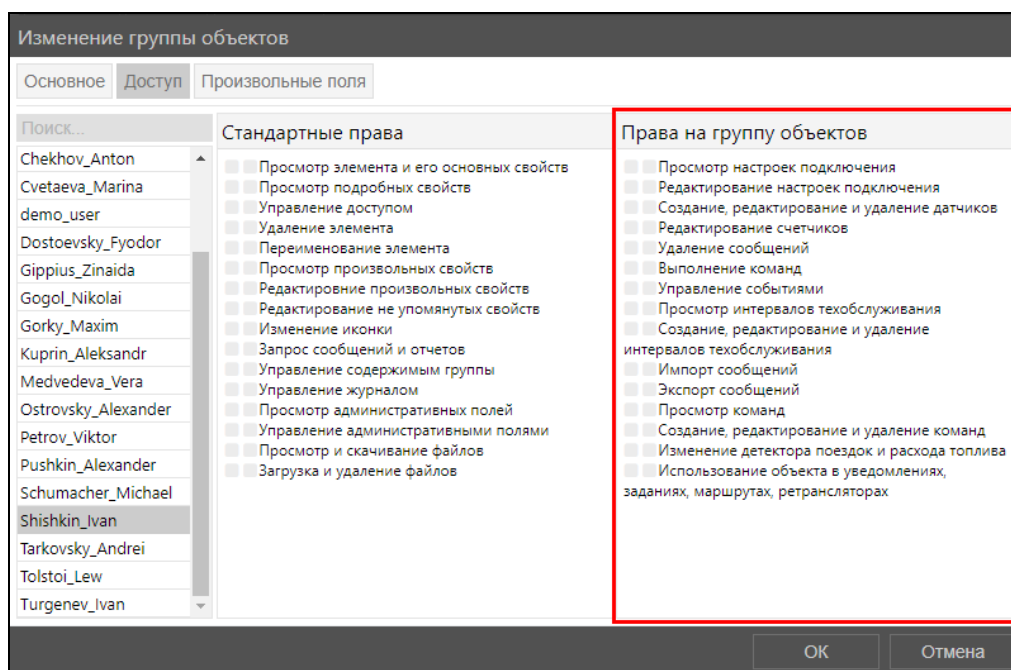 Изменение группы объектов
Основное
Доступ
Произвольные поля
Поиск...
Chekhov_Anton
Cvetaeva_Marina
demo_user
Dostoevsky_Fyodor
Gippius_Zinaida
Gogol_Nikolai
Gorky_Maxim
Kuprin_Aleksandr
Medvedeva_Vera
Ostrovsky_Alexander
Petrov_Viktor
Pushkin_Alexander
Schumacher_Michael
Shishkin_Ivan
Tarkovsky_Andrei
Tolstoi_Lew
Turgenev_Ivan
Стандартные права
Просмотр элемента и его основных свойств
Просмотр подробных свойств
Управление доступом
Удаление элемента
Переименование элемента
Просмотр произвольных свойств
Редактировние произвольных свойств
Редактирование не упомянутых свойств
Изменение иконки
Запрос сообщений и отчетов
Управление содержимым группы
Управление журналом
Просмотр административных полей
Управление административными полями
Просмотр и скачивание файлов
Загрузка и удаление файлов
Права на группу объектов
Просмотр настроек подключения
Редактирование настроек подключения
Создание, редактирование и удаление датчиков
Редактирование счетчиков
Удаление сообщений
Выполнение команд
Управление событиями
Просмотр интервалов техобслуживания
Создание, редактирование и удаление
интервалов техобслуживания
Импорт сообщений
Экспорт сообщений
Просмотр команд
Создание, редактирование и удаление команд
Изменение детектора поездок и расхода топлива
Использование объекта в уведомлениях,
заданиях, маршрутах, ретрансляторах
ОК
Отмена